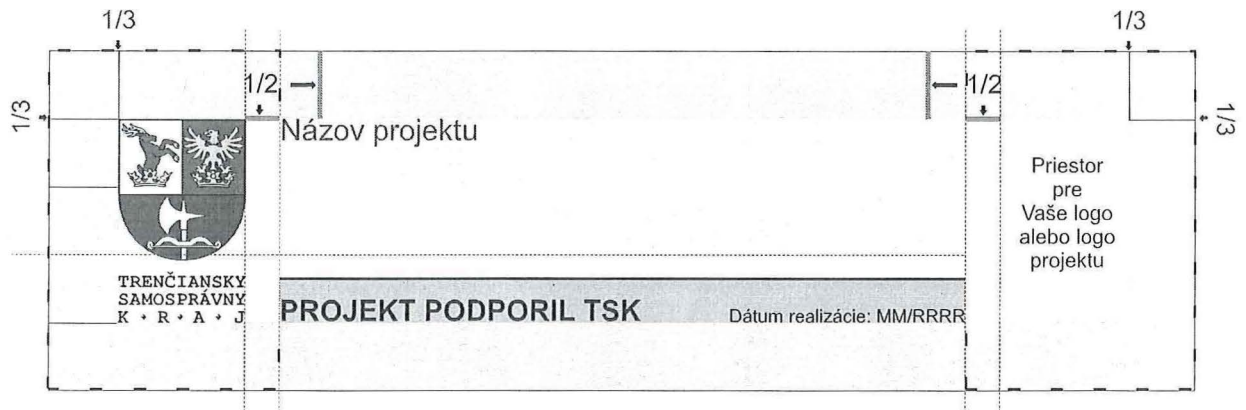 1/3
1/3
1/2
1/2
1/3
1/3
Názov projektu
Priestor
pre
Vaše logo
alebo logo
projektu
TRENČIANSKY
SAMOSPRÁVNY
K • R • A • J
PROJEKT PODPORIL TSK
Dátum realizácie: MM/RRRR